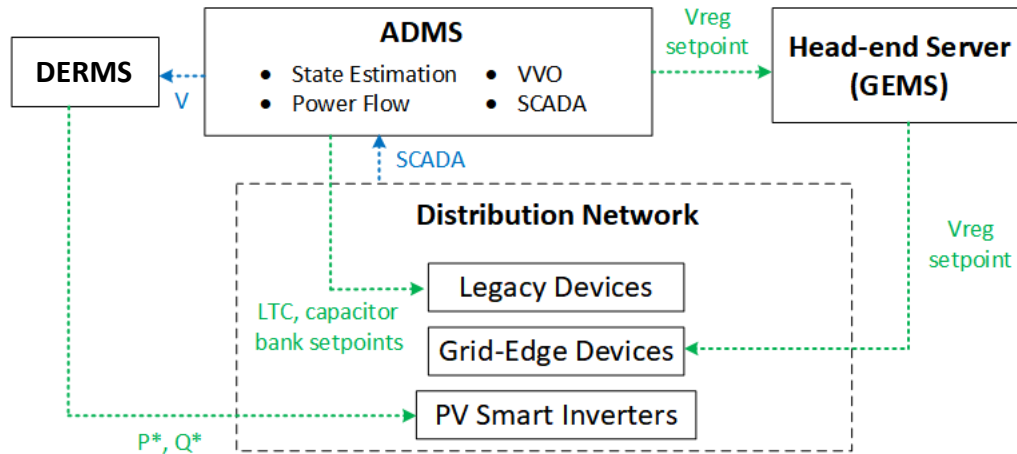 ADMS
● State Estimation ● VVO
● Power Flow ● SCADA
DERMS
V
Vreg
setpoint
Head-end Server
(GEMS)
SCADA
Distribution Network
Legacy Devices
LTC, capacitor
bank setpoints
Grid-Edge Devices
Vreg
setpoint
PV Smart Inverters
P*, Q*